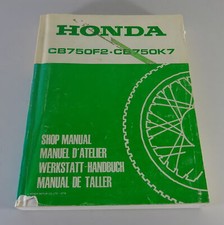 HONDA
CB750F2·CB750K7
SHOP MANUAL
MANUEL D'ATELIER
WERKSTATT-HANDBUCH
MANUAL DE TALLER